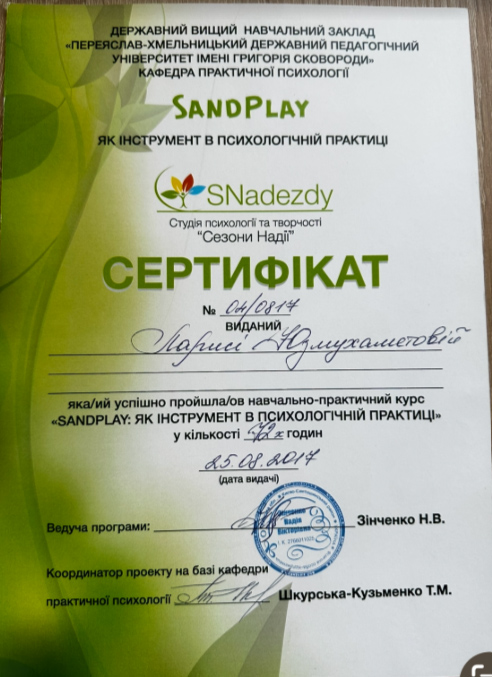 ДЕРЖАВНИЙ ВИЩИЙ НАВЧАЛЬНИЙ ЗАКЛАД
«ПЕРЕЯСЛАВ-ХМЕЛЬНИЦЬКИЙ ДЕРЖАВНИЙ ПЕДАГОГІЧНИЙ
УНІВЕРСИТЕТ ІМЕНІ ГРИГОРІЯ СКОВОРОДИ»
КАФЕДРА ПРАКТИЧНОЇ ПСИХОЛОГІЇ
SANDPLAY
ЯК ІНСТРУМЕНТ В ПСИХОЛОГІЧНІЙ ПРАКТИЦІ
SNadezdy
Студія психології та творчості
"Сезони Надії"
СЕРТИФІКАТ
№ 04/0817
ВИДАНИЙ
Ларисі Юзмухаметовій
яка/ий успішно пройшла/ов навчально-практичний курс
«SANDPLAY: ЯК ІНСТРУМЕНТ В ПСИХОЛОГІЧНІЙ ПРАКТИЦІ»
у кількості 72х годин
25.08.2017
(дата видачі)
Ведуча програми: Зінченко Н.В.
Координатор проекту на базі кафедри
практичної психології Шкурська-Кузьменко Т.М.